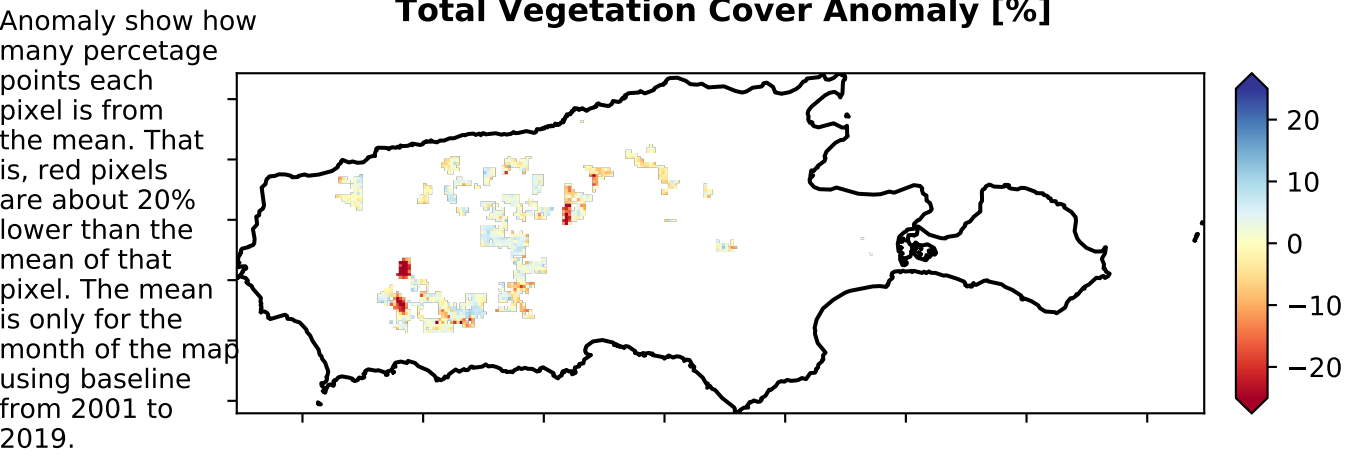 Total Vegetation Cover Anomaly [%]
Anomaly show how
many percetage
points each
pixel is from
the mean. That
is, red pixels
are about 20%
lower than the
mean of that
pixel. The mean
is only for the
month of the map
using baseline
from 2001 to
2019.
20
10
0
−10
−20